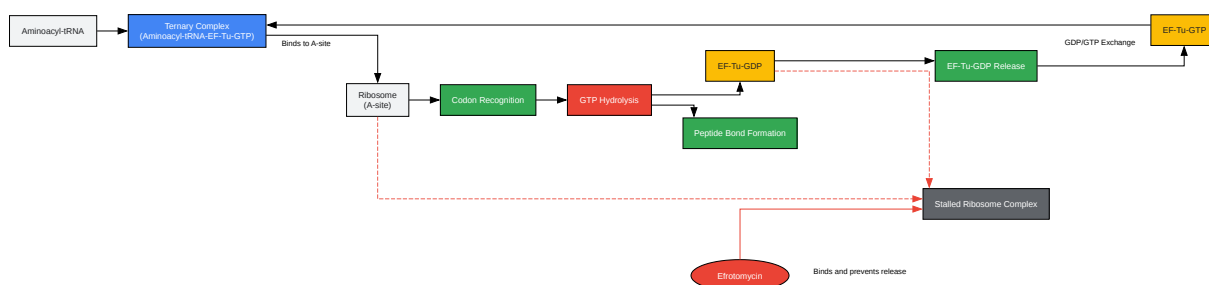 Aminoacyl-tRNA
Ternary Complex
(Aminoacyl-tRNA-EF-Tu-GTP)
EF-Tu-GTP
Binds to A-site
GDP/GTP Exchange
EF-Tu-GDP
EF-Tu-GDP Release
Ribosome
(A-site)
Codon Recognition
GTP Hydrolysis
Peptide Bond Formation
Stalled Ribosome Complex
Efrotomycin
Binds and prevents release